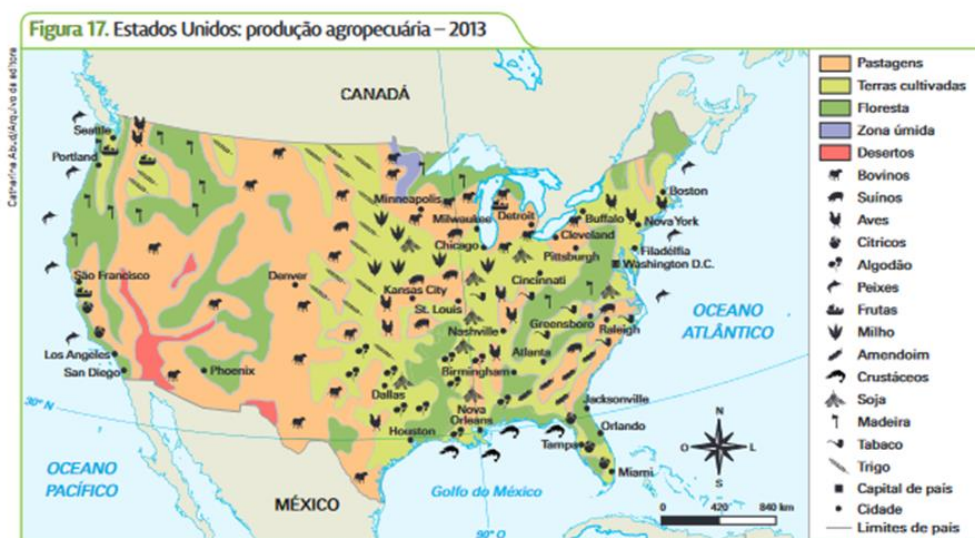 Figura 17. Estados Unidos: produção agropecuária – 2013
Catherine Abud/Arquivo da editora
CANADÁ
Seattle
Portland
Minneapolis
Milwaukee
Detroit
Chicago
Buffalo
Boston
Nova York
Cleveland
Pittsburgh
Filadélfia
Washington D.C.
São Francisco
Denver
Kansas City
St. Louis
Cincinnati
Nashville
Greensboro
Raleigh
Los Angeles
San Diego
Phoenix
Dallas
Birmingham
Atlanta
Houston
Nova
Orleans
Jacksonville
Orlando
Tampa
Miami
30° N
90° O
OCEANO
PACÍFICO
MÉXICO
Golfo do México
OCEANO
ATLÂNTICO
N
O
L
S
0 420 840 km
Pastagens
Terras cultivadas
Floresta
Zona úmida
Desertos
Bovinos
Suínos
Aves
Cítricos
Algodão
Peixes
Frutas
Milho
Amendoim
Crustáceos
Soja
Madeira
Tabaco
Trigo
Capital de país
Cidade
Limites de país